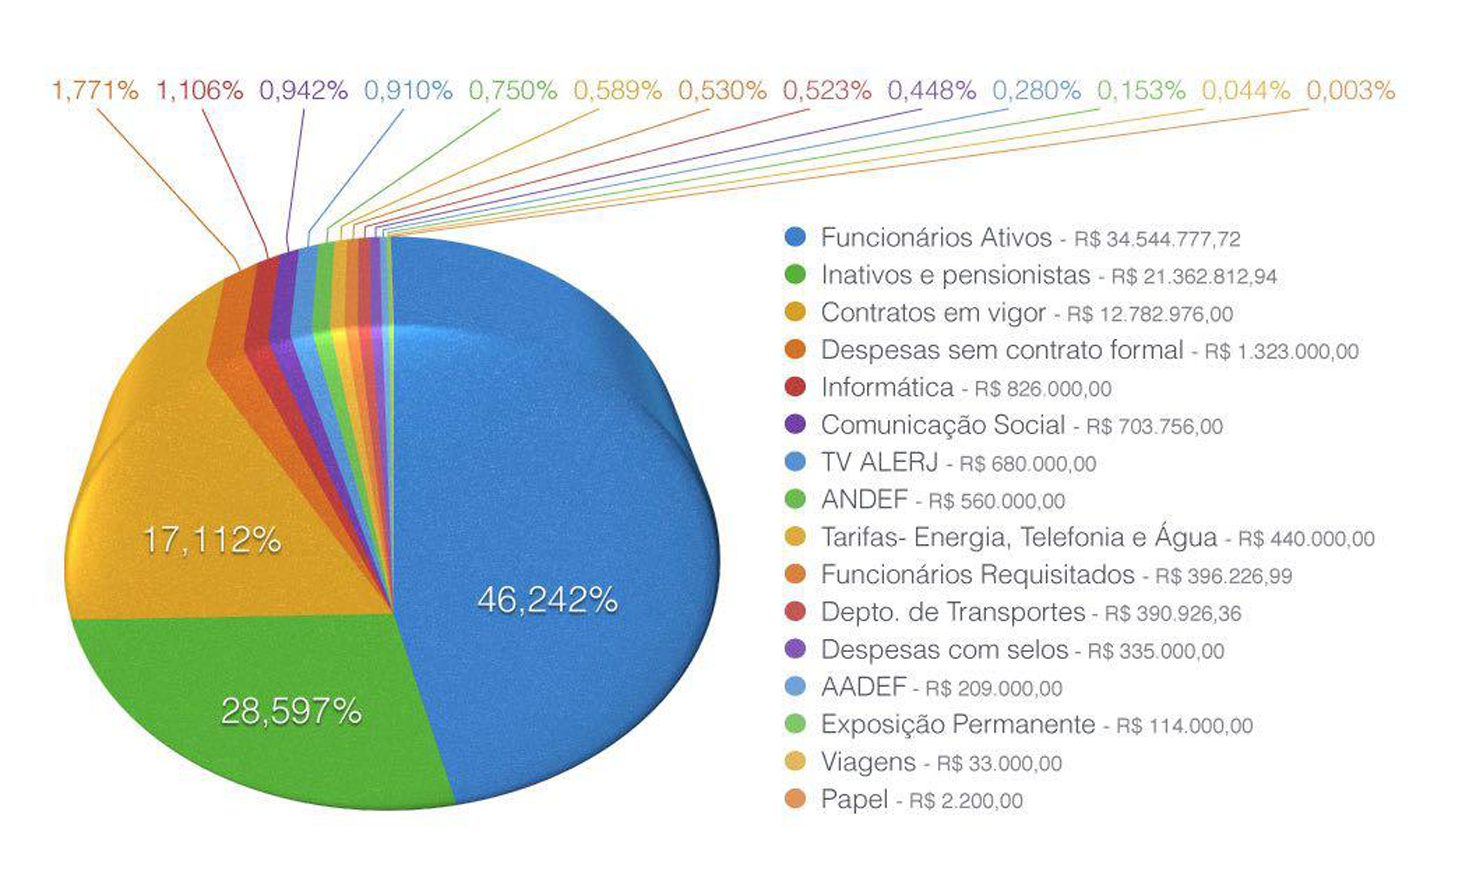 1,771% 1,106% 0,942% 0,910% 0,750% 0,589% 0,530% 0,523% 0,448% 0,280% 0,153% 0,044% 0,003%
Funcionários Ativos - R$ 34.544.777,72
Inativos e pensionistas - R$ 21.362.812,94
Contratos em vigor - R$ 12.782.976,00
Despesas sem contrato formal - R$ 1.323.000,00
Informática - R$ 826.000,00
Comunicação Social - R$ 703.756,00
TV ALERJ - R$ 680.000,00
ANDEF - R$ 560.000,00
Tarifas- Energia, Telefonia e Água - R$ 440.000,00
Funcionários Requisitados - R$ 396.226,99
Depto. de Transportes - R$ 390.926,36
Despesas com selos - R$ 335.000,00
AADEF - R$ 209.000,00
Exposição Permanente - R$ 114.000,00
Viagens - R$ 33.000,00
Papel - R$ 2.200,00
17,112%
46,242%
28,597%